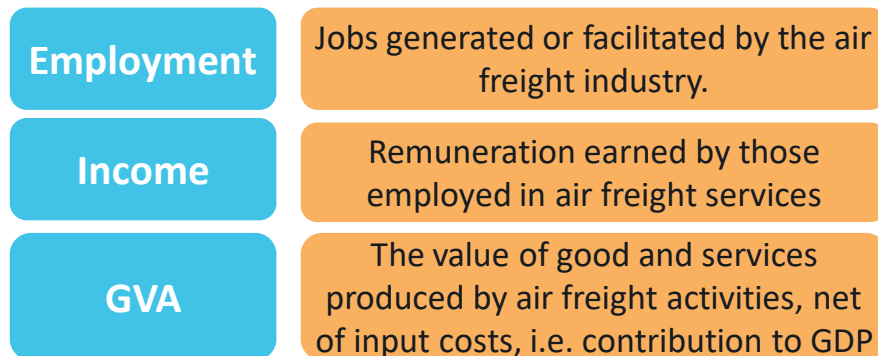 Employment
Jobs generated or facilitated by the air
freight industry.
Income
Remuneration earned by those
employed in air freight services
GVA
The value of good and services
produced by air freight activities, net
of input costs, i.e. contribution to GDP